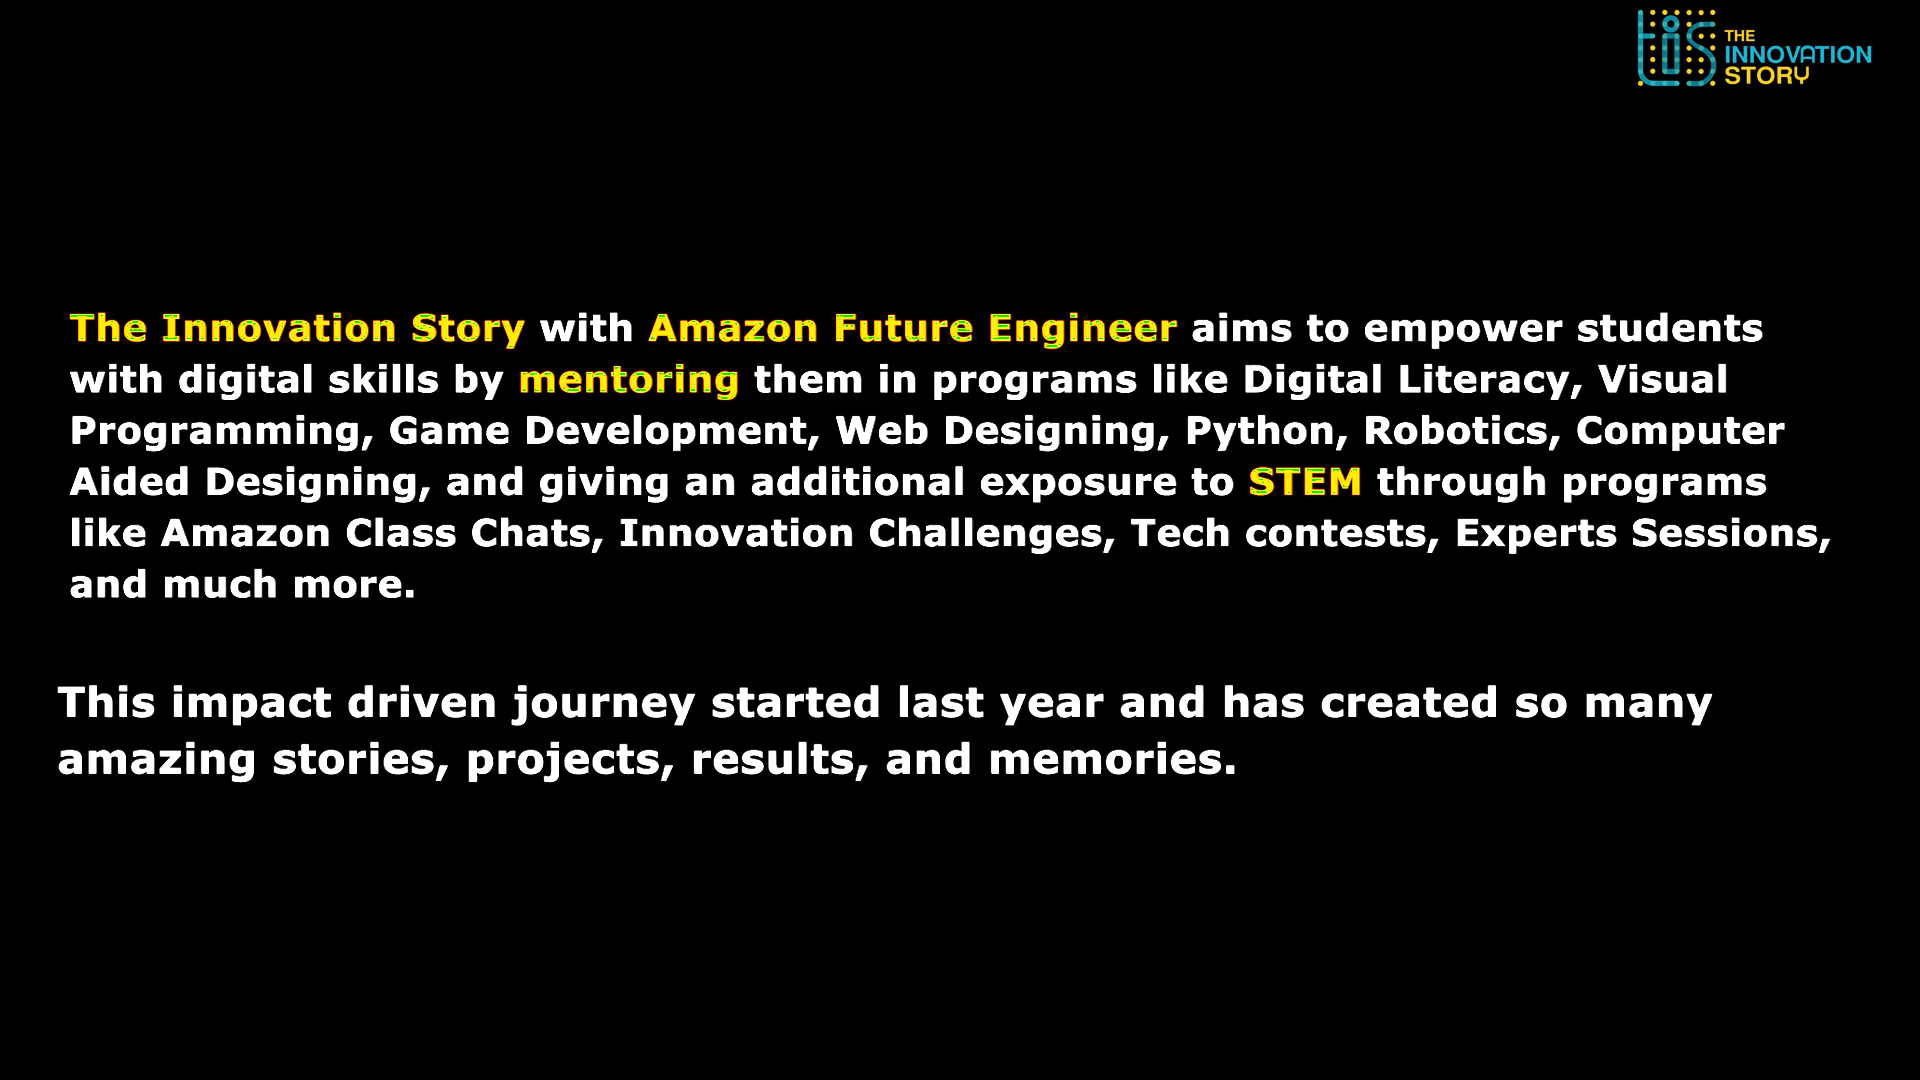 tis THE
INNOVATION
STORY
The Innovation Story with Amazon Future Engineer aims to empower students
with digital skills by mentoring them in programs like Digital Literacy, Visual
Programming, Game Development, Web Designing, Python, Robotics, Computer
Aided Designing, and giving an additional exposure to STEM through programs
like Amazon Class Chats, Innovation Challenges, Tech contests, Experts Sessions,
and much more.
This impact driven journey started last year and has created so many
amazing stories, projects, results, and memories.